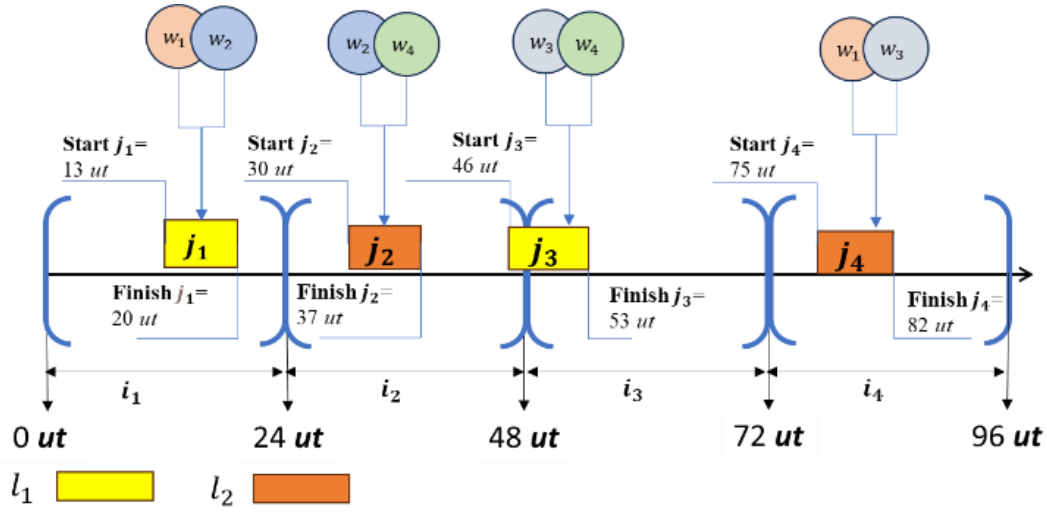 w₁ w₂ w₂ w₄ w₃ w₄ w₁ w₃
Start j₁=
13 ut
Start j₂=
30 ut
Start j₃=
46 ut
Start j₄=
75 ut
j₁ j₂ j₃ j₄
Finish j₁=
20 ut
Finish j₂=
37 ut
Finish j₃=
53 ut
Finish j₄=
82 ut
i₁ i₂ i₃ i₄
0 ut 24 ut 48 ut 72 ut 96 ut
l₁ l₂